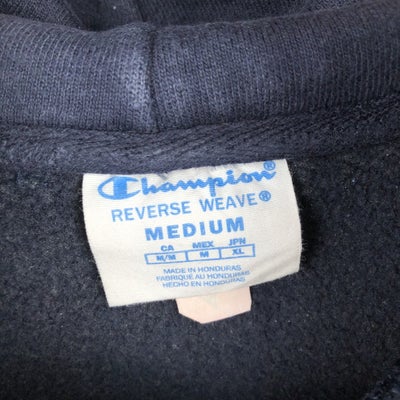 Champion®
REVERSE WEAVE®
MEDIUM
CA MEX JPN
M/M M XL
MADE IN HONDURAS
FABRIQUÉ AU HONDURAS
HECHO EN HONDURAS